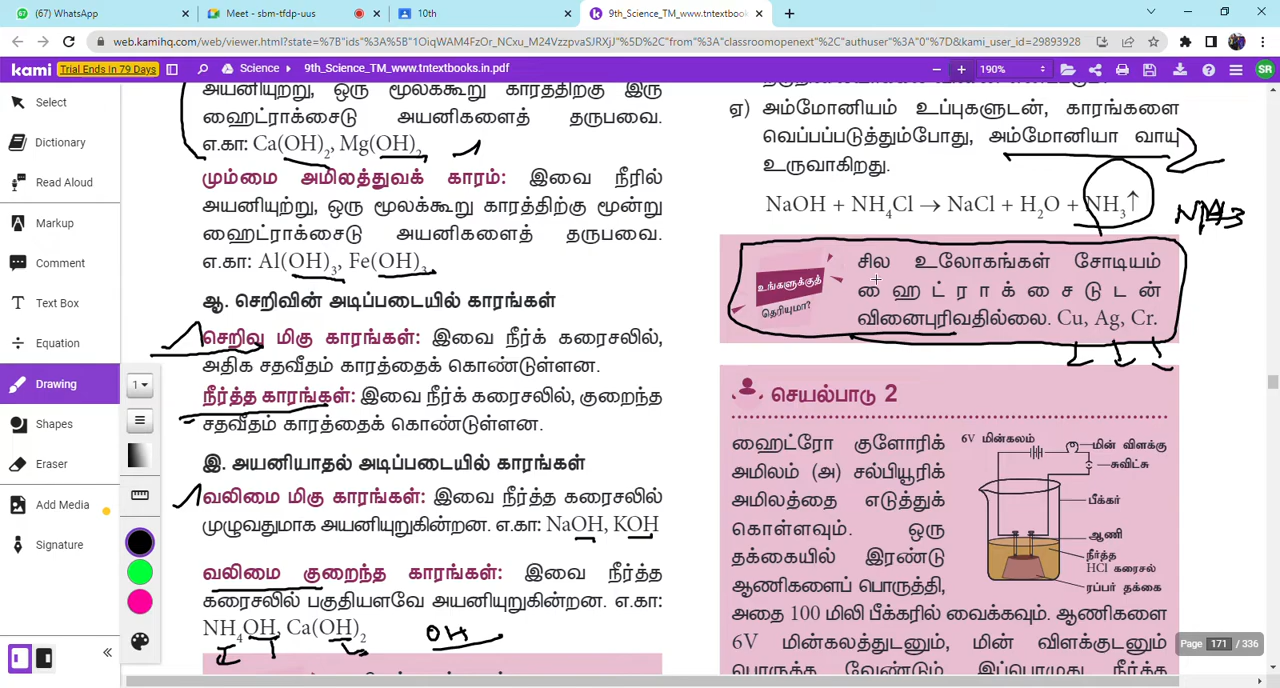 (67) WhatsApp
Meet - sbm-tfdp-uus
10th
9th_Science_TM_www.tntextbooks.in
web.kamihq.com/web/viewer.html?state=%7B"ids"%3A%5B"1OiqWAM4FzOr_NCxu_M24VzzpvaSJRXjJ"%5D%2C"from"%3A"classroomopenext"%2C"authuser"%3A"0"%7D&kami_user_id=29893928
kami
Trial Ends In 79 Days
Science
9th_Science_TM_www.tntextbooks.in.pdf
190%
SR
Select
Dictionary
Read Aloud
Markup
Comment
Text Box
Equation
Drawing
Shapes
Eraser
Add Media
Signature
1
அயனியுற்று, ஒரு மூலக்கூறு காரத்திற்கு இரு
ஹைட்ராக்சைடு அயனிகளைத் தருபவை.
எ.கா: Ca(OH)₂, Mg(OH)₂
மும்மை அமிலத்துவக் காரம்: இவை நீரில்
அயனியுற்று, ஒரு மூலக்கூறு காரத்திற்கு மூன்று
ஹைட்ராக்சைடு அயனிகளைத் தருபவை.
எ.கா: Al(OH)₃, Fe(OH)₃
ஆ. செறிவின் அடிப்படையில் காரங்கள்
செறிவு மிகு காரங்கள்: இவை நீர்க் கரைசலில்,
அதிக சதவீதம் காரத்தைக் கொண்டுள்ளன.
நீர்த்த காரங்கள்: இவை நீர்க் கரைசலில், குறைந்த
சதவீதம் காரத்தைக் கொண்டுள்ளன.
இ. அயனியாதல் அடிப்படையில் காரங்கள்
வலிமை மிகு காரங்கள்: இவை நீர்த்த கரைசலில்
முழுவதுமாக அயனியுறுகின்றன. எ.கா: NaOH, KOH
வலிமை குறைந்த காரங்கள்: இவை நீர்த்த
கரைசலில் பகுதியளவே அயனியுறுகின்றன. எ.கா:
NH₄OH, Ca(OH)₂
OH
ஏ) அம்மோனியம் உப்புகளுடன், காரங்களை
வெப்பப்படுத்தும்போது, அம்மோனியா வாயு
உருவாகிறது.
NaOH + NH₄Cl → NaCl + H₂O + NH₃↑
NH3
உங்களுக்குத்
தெரியுமா?
சில உலோகங்கள் சோடியம்
ஹைட்ராக்சைடுடன்
வினைபுரிவதில்லை. Cu, Ag, Cr.
செயல்பாடு 2
ஹைட்ரோ குளோரிக்
அமிலம் (அ) சல்பியூரிக்
அமிலத்தை எடுத்துக்
கொள்ளவும். ஒரு
தக்கையில் இரண்டு
ஆணிகளைப் பொருத்தி,
அதை 100 மிலி பீக்கரில் வைக்கவும். ஆணிகளை
6V மின்கலத்துடனும், மின் விளக்குடனும்
பொருத்த வேண்டும். இப்பொழுது நீர்த்த
6V மின்கலம்
மின் விளக்கு
சுவிட்சு
பீக்கர்
ஆணி
நீர்த்த
HCl கரைசல்
ரப்பர் தக்கை
Page 171 / 336